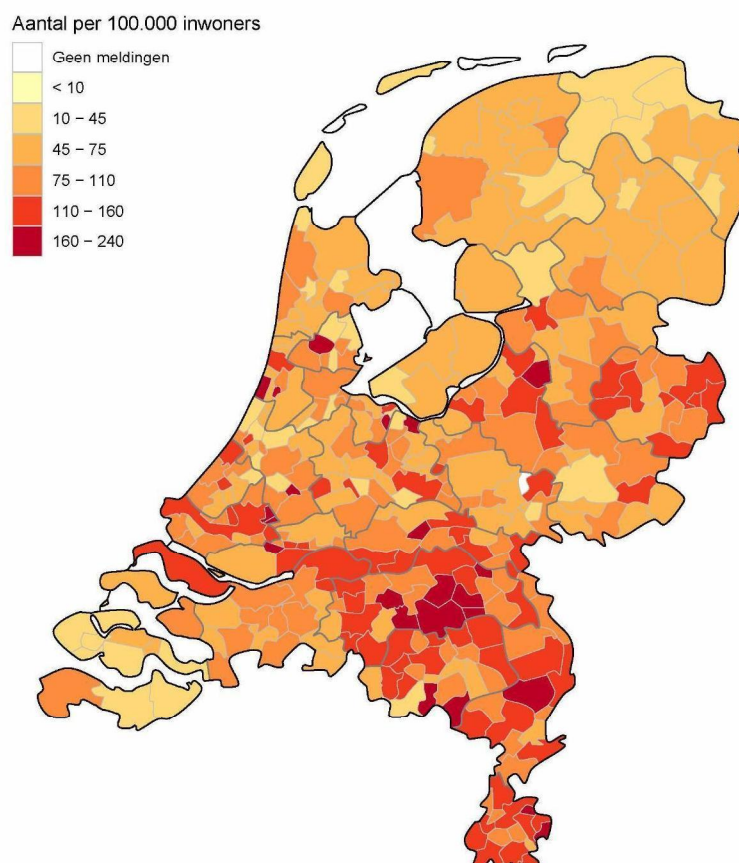 Aantal per 100.000 inwoners
Geen meldingen
< 10
10 – 45
45 – 75
75 – 110
110 – 160
160 – 240